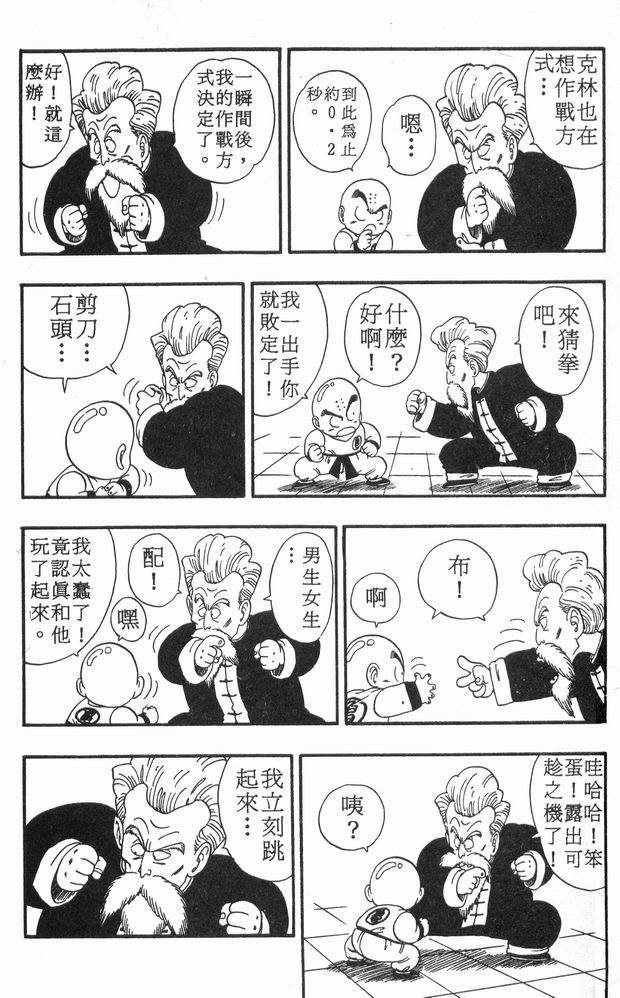 克林也在
想作戰方
式…
嗯…
到此為止
約0.2
秒。
一瞬間後，
我的作戰方
式決定了。
好！就這
麼辦！
來猜拳
吧！
什麼？
好啊！
我一出手你
就敗定了！
剪刀…
石頭…
布！
啊
男生女生
…
配！
嘿
我太蠢了！
竟認真和他
玩了起來。
哇哈哈！笨
蛋！露出可
趁之機了！
咦？
我立刻跳
起來…